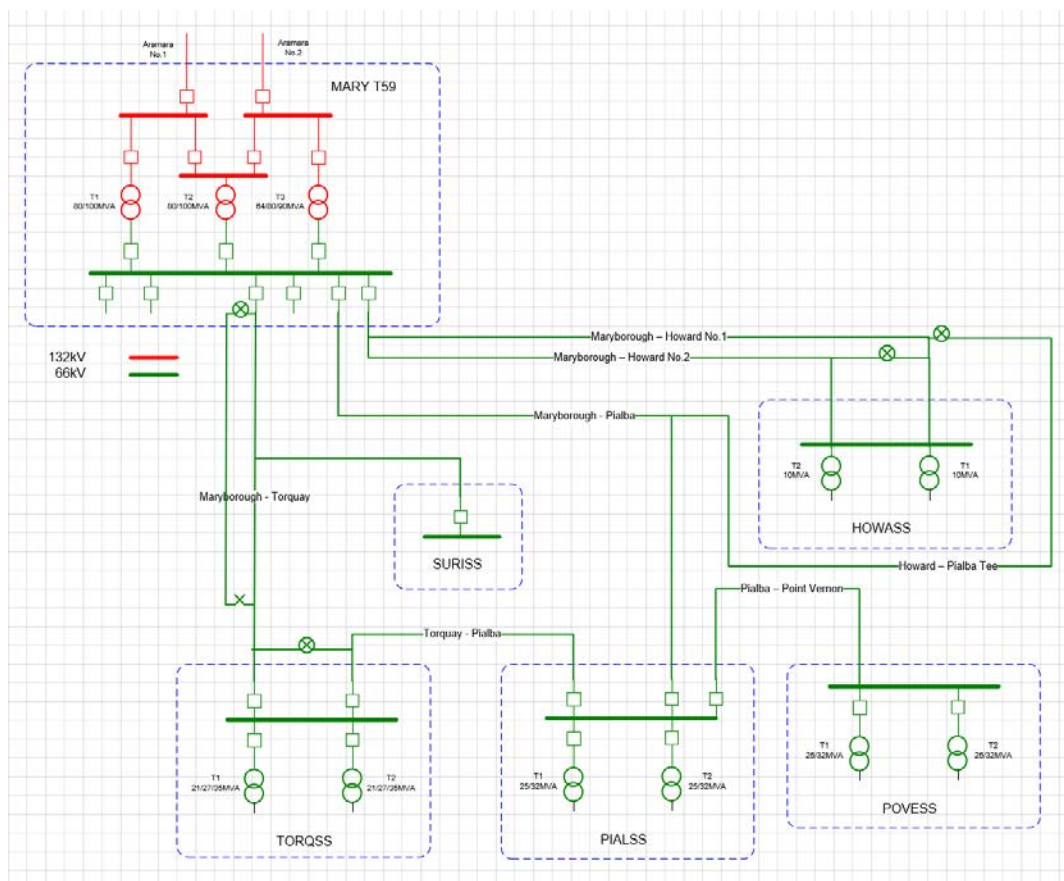 Aramara
No.1
Aramara
No.2
MARY T59
T1
80/100MVA
T2
80/100MVA
T3
64/80/90MVA
132kV
66kV
Maryborough – Howard No.1
Maryborough – Howard No.2
Maryborough - Pialba
T2
10MVA
T1
10MVA
HOWASS
Maryborough - Torquay
SURISS
Howard – Pialba Tee
Pialba – Point Vernon
Torquay - Pialba
T1
21/27/35MVA
T2
21/27/35MVA
TORQSS
T1
25/32MVA
T2
25/32MVA
PIALSS
T1
26/32MVA
T2
26/32MVA
POVESS